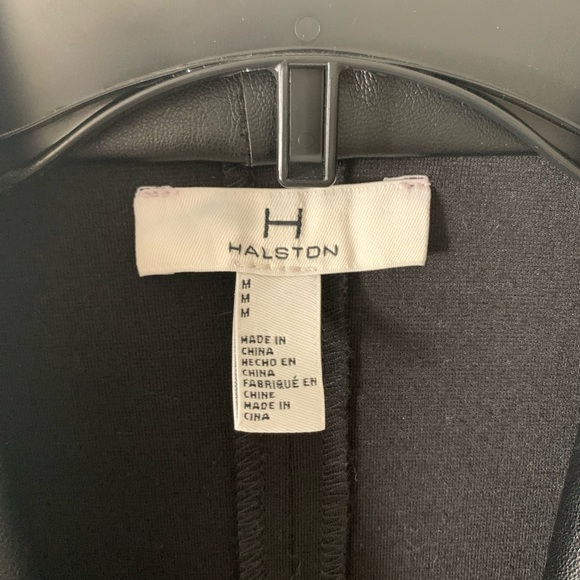 H
HALSTON
M
M
M
MADE IN
CHINA
HECHO EN
CHINA
FABRIQUÉ EN
CHINE
MADE IN
CINA